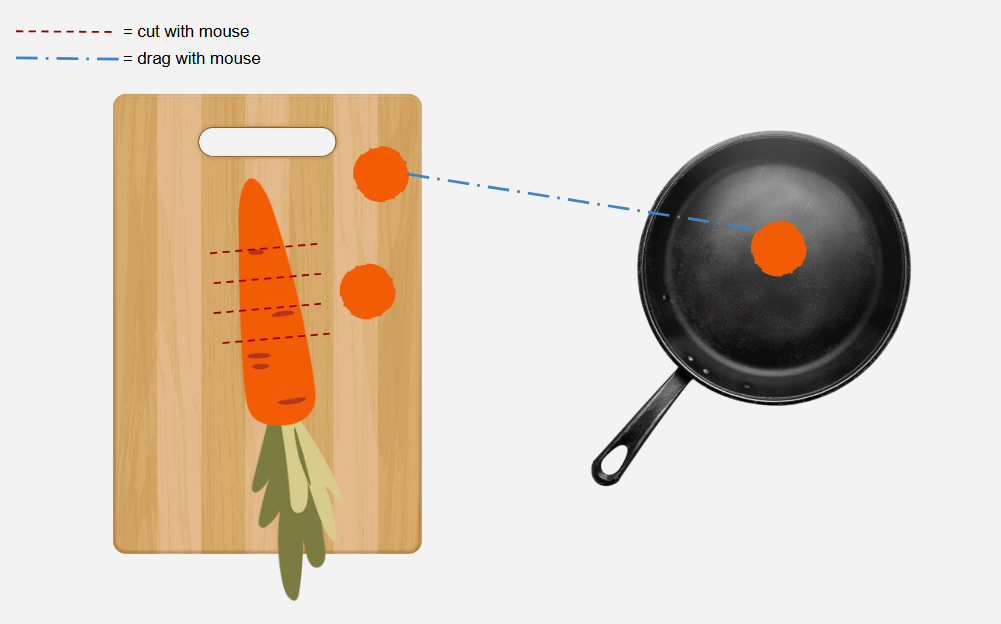 = cut with mouse
= drag with mouse